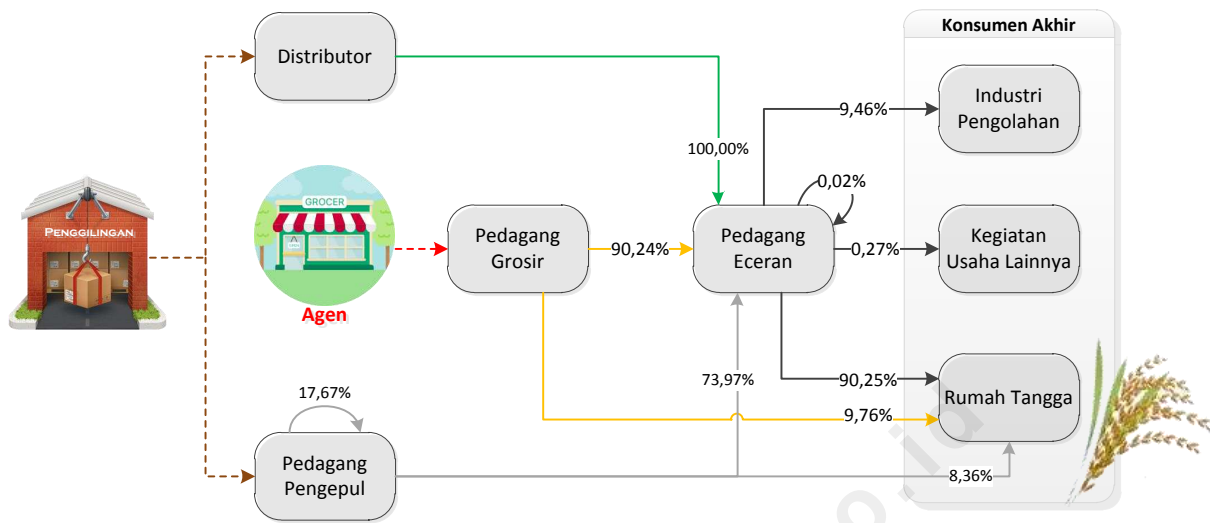 Konsumen Akhir
Distributor
Industri
Pengolahan
9,46%
100,00%
0,02%
GROCER
PENGGILINGAN
Pedagang
Grosir
90,24%
Pedagang
Eceran
0,27%
Kegiatan
Usaha Lainnya
Agen
73,97%
90,25%
17,67%
Rumah Tangga
9,76%
Pedagang
Pengepul
8,36%
o.id